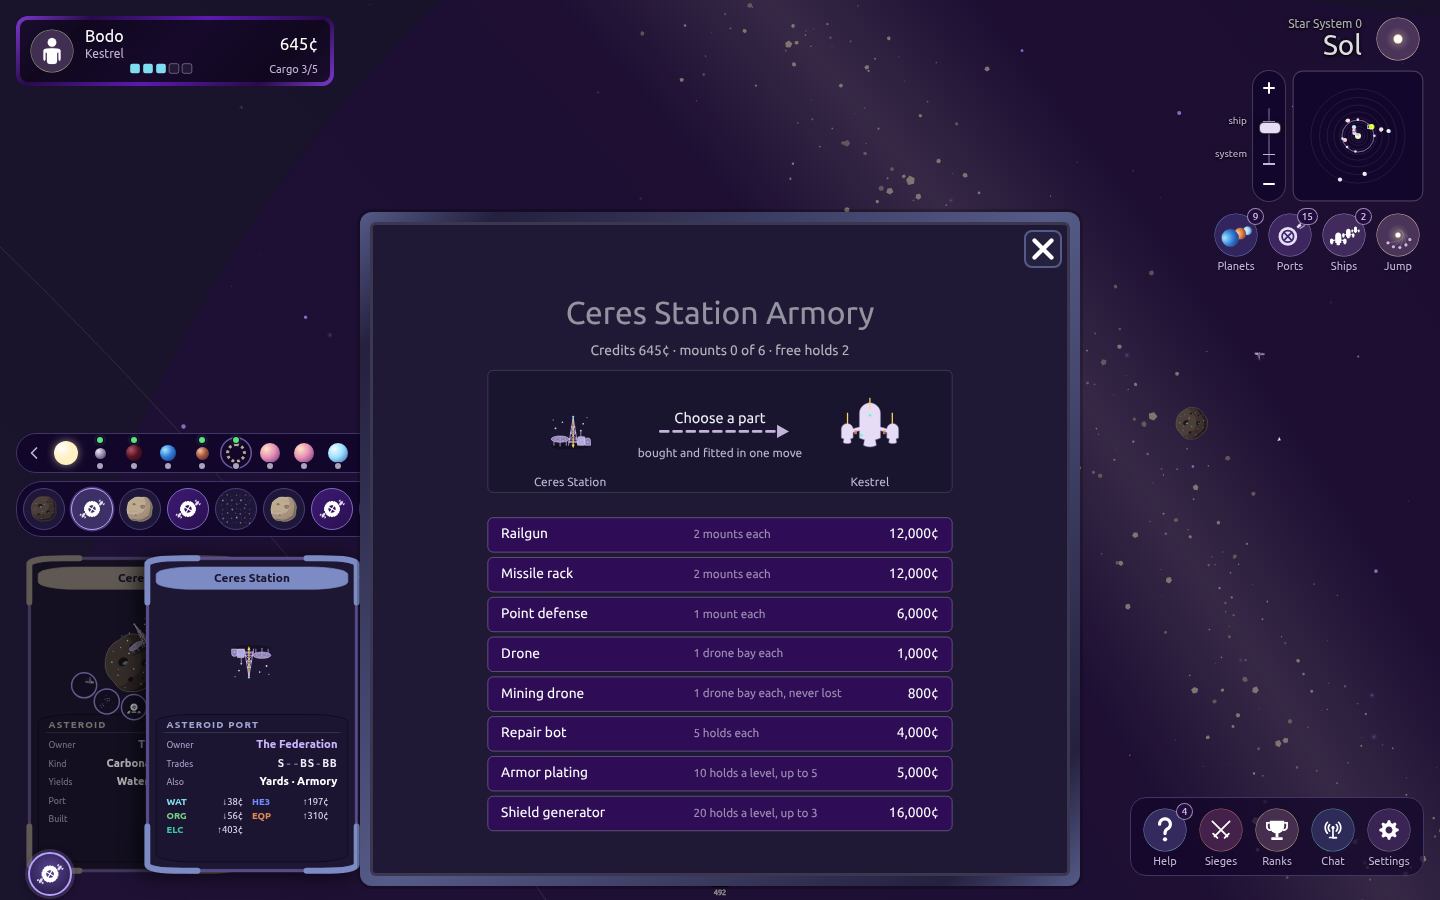 Bodo
Kestrel
645¢
Cargo 3/5
Star System 0
Sol
ship
system
9
15
2
Planets
Ports
Ships
Jump
Ceres Station Armory
Credits 645¢ · mounts 0 of 6 · free holds 2
Choose a part
bought and fitted in one move
Ceres Station
Kestrel
Railgun 2 mounts each 12,000¢
Missile rack 2 mounts each 12,000¢
Point defense 1 mount each 6,000¢
Drone 1 drone bay each 1,000¢
Mining drone 1 drone bay each, never lost 800¢
Repair bot 5 holds each 4,000¢
Armor plating 10 holds a level, up to 5 5,000¢
Shield generator 20 holds a level, up to 3 16,000¢
Cere
ASTEROID
Owner T
Kind Carbon
Yields Water
Port
Built
Ceres Station
ASTEROID PORT
Owner The Federation
Trades S - - BS - BB
Also Yards · Armory
WAT ↓38¢ HE3 ↑197¢
ORG ↓56¢ EQP ↑310¢
ELC ↑403¢
4
Help
Sieges
Ranks
Chat
Settings
492